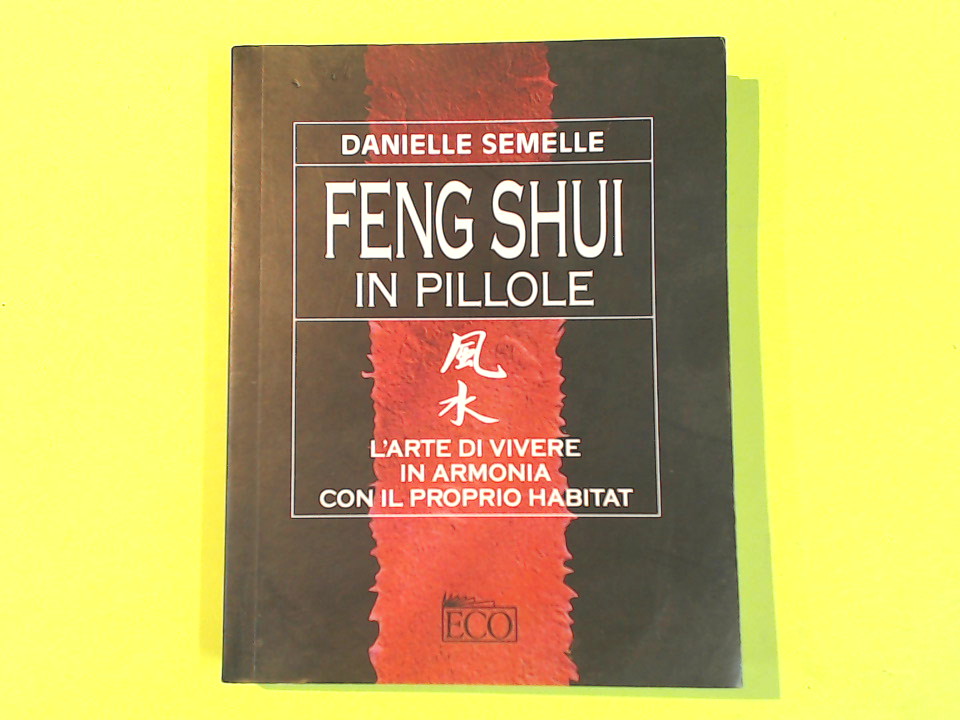 DANIELLE SEMELLE
FENG SHUI
IN PILLOLE
風
水
L'ARTE DI VIVERE
IN ARMONIA
CON IL PROPRIO HABITAT
ECO